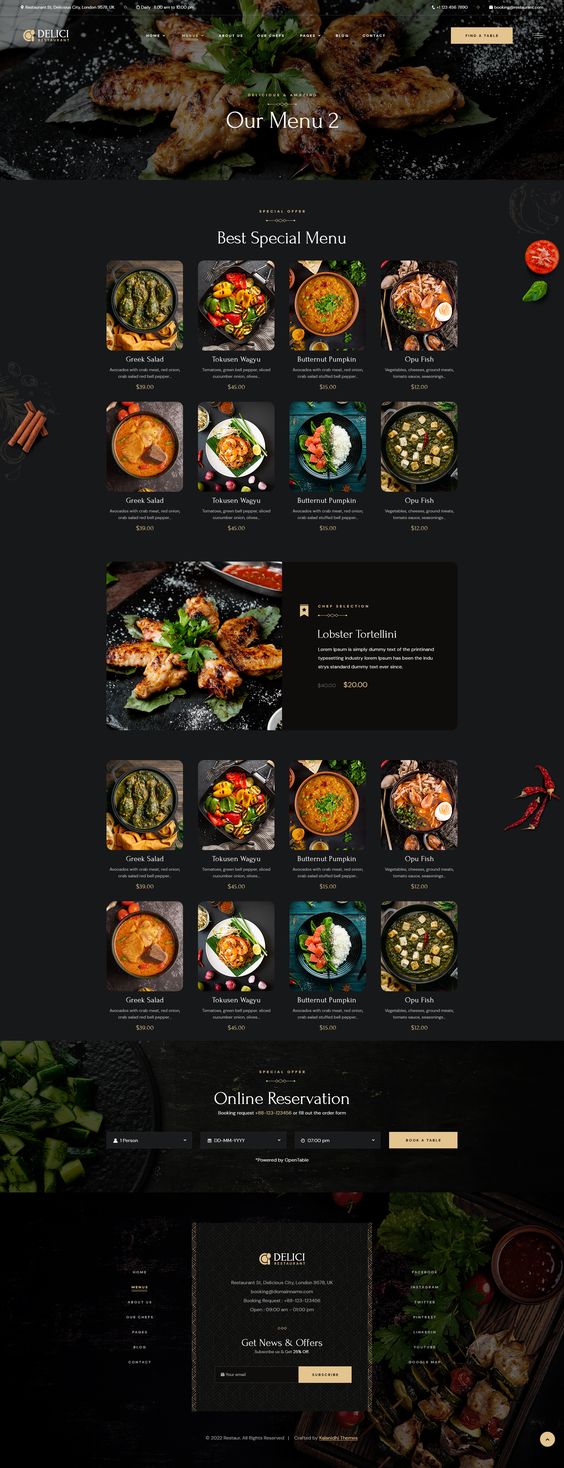 Restaurant St, Delicious City, London 9578, UK
Daily : 8.00 am to 10.00 pm
+1 123 456 7890
booking@restaurant.com
DELICI
RESTAURANT
HOME
MENUS
ABOUT US
OUR CHEFS
PAGES
BLOG
CONTACT
FIND A TABLE
DELICIOUS & AMAZING
Our Menu 2
SPECIAL OFFER
Best Special Menu
Greek Salad
Avocados with crab meat, red onion,
crab salad red bell pepper...
$39.00
Tokusen Wagyu
Tomatoes, green bell pepper, sliced
cucumber onion, olives...
$45.00
Butternut Pumpkin
Avocados with crab meat, red onion,
crab salad stuffed bell pepper...
$15.00
Opu Fish
Vegetables, cheeses, ground meats,
tomato sauce, seasonings...
$12.00
Greek Salad
Avocados with crab meat, red onion,
crab salad red bell pepper...
$39.00
Tokusen Wagyu
Tomatoes, green bell pepper, sliced
cucumber onion, olives...
$45.00
Butternut Pumpkin
Avocados with crab meat, red onion,
crab salad stuffed bell pepper...
$15.00
Opu Fish
Vegetables, cheeses, ground meats,
tomato sauce, seasonings...
$12.00
CHEF SELECTION
Lobster Tortellini
Lorem Ipsum is simply dummy text of the printinand
typesetting industry lorem Ipsum has been the indu
strys standard dummy text ever since.
$40.00 $20.00
Greek Salad
Avocados with crab meat, red onion,
crab salad red bell pepper...
$39.00
Tokusen Wagyu
Tomatoes, green bell pepper, sliced
cucumber onion, olives...
$45.00
Butternut Pumpkin
Avocados with crab meat, red onion,
crab salad stuffed bell pepper...
$15.00
Opu Fish
Vegetables, cheeses, ground meats,
tomato sauce, seasonings...
$12.00
Greek Salad
Avocados with crab meat, red onion,
crab salad red bell pepper...
$39.00
Tokusen Wagyu
Tomatoes, green bell pepper, sliced
cucumber onion, olives...
$45.00
Butternut Pumpkin
Avocados with crab meat, red onion,
crab salad stuffed bell pepper...
$15.00
Opu Fish
Vegetables, cheeses, ground meats,
tomato sauce, seasonings...
$12.00
SPECIAL OFFER
Online Reservation
Booking request +88-123-123456 or fill out the order form
1 Person
DD-MM-YYYY
07:00 pm
BOOK A TABLE
*Powered by OpenTable
HOME
MENUS
ABOUT US
OUR CHEFS
PAGES
BLOG
CONTACT
DELICI
RESTAURANT
Restaurant St, Delicious City, London 9578, UK
booking@domainname.com
Booking Request : +88-123-123456
Open : 09:00 am - 01:00 pm
Get News & Offers
Subscribe us & Get 25% Off.
Your email
SUBSCRIBE
FACEBOOK
INSTAGRAM
TWITTER
PINTREST
LINKEDIN
YOUTUBE
GOOGLE MAP
© 2022 Restaur. All Rights Reserved | Crafted by Kalanidhi Themes